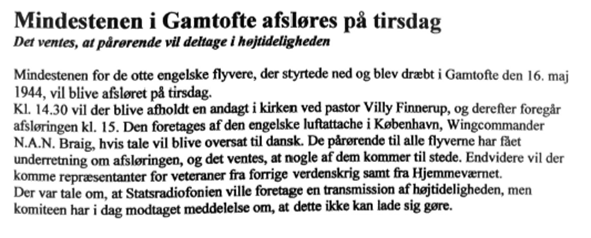 Mindestenen i Gamtofte afsløres på tirsdag
Det ventes, at pårørende vil deltage i højtideligheden
Mindestenen for de otte engelske flyvere, der styrtede ned og blev dræbt i Gamtofte den 16. maj
1944, vil blive afsløret på tirsdag.
Kl. 14.30 vil der blive afholdt en andagt i kirken ved pastor Villy Finnerup, og derefter foregår
afsløringen kl. 15. Den foretages af den engelske luftattache i København, Wingcommander
N.A.N. Braig, hvis tale vil blive oversat til dansk. De pårørende til alle flyverne har fået
underretning om afsløringen, og det ventes, at nogle af dem kommer til stede. Endvidere vil der
komme repræsentanter for veteraner fra forrige verdenskrig samt fra Hjemmeværnet.
Der var tale om, at Statsradiofonien ville foretage en transmission af højtideligheden, men
komiteen har i dag modtaget meddelelse om, at dette ikke kan lade sig gøre.